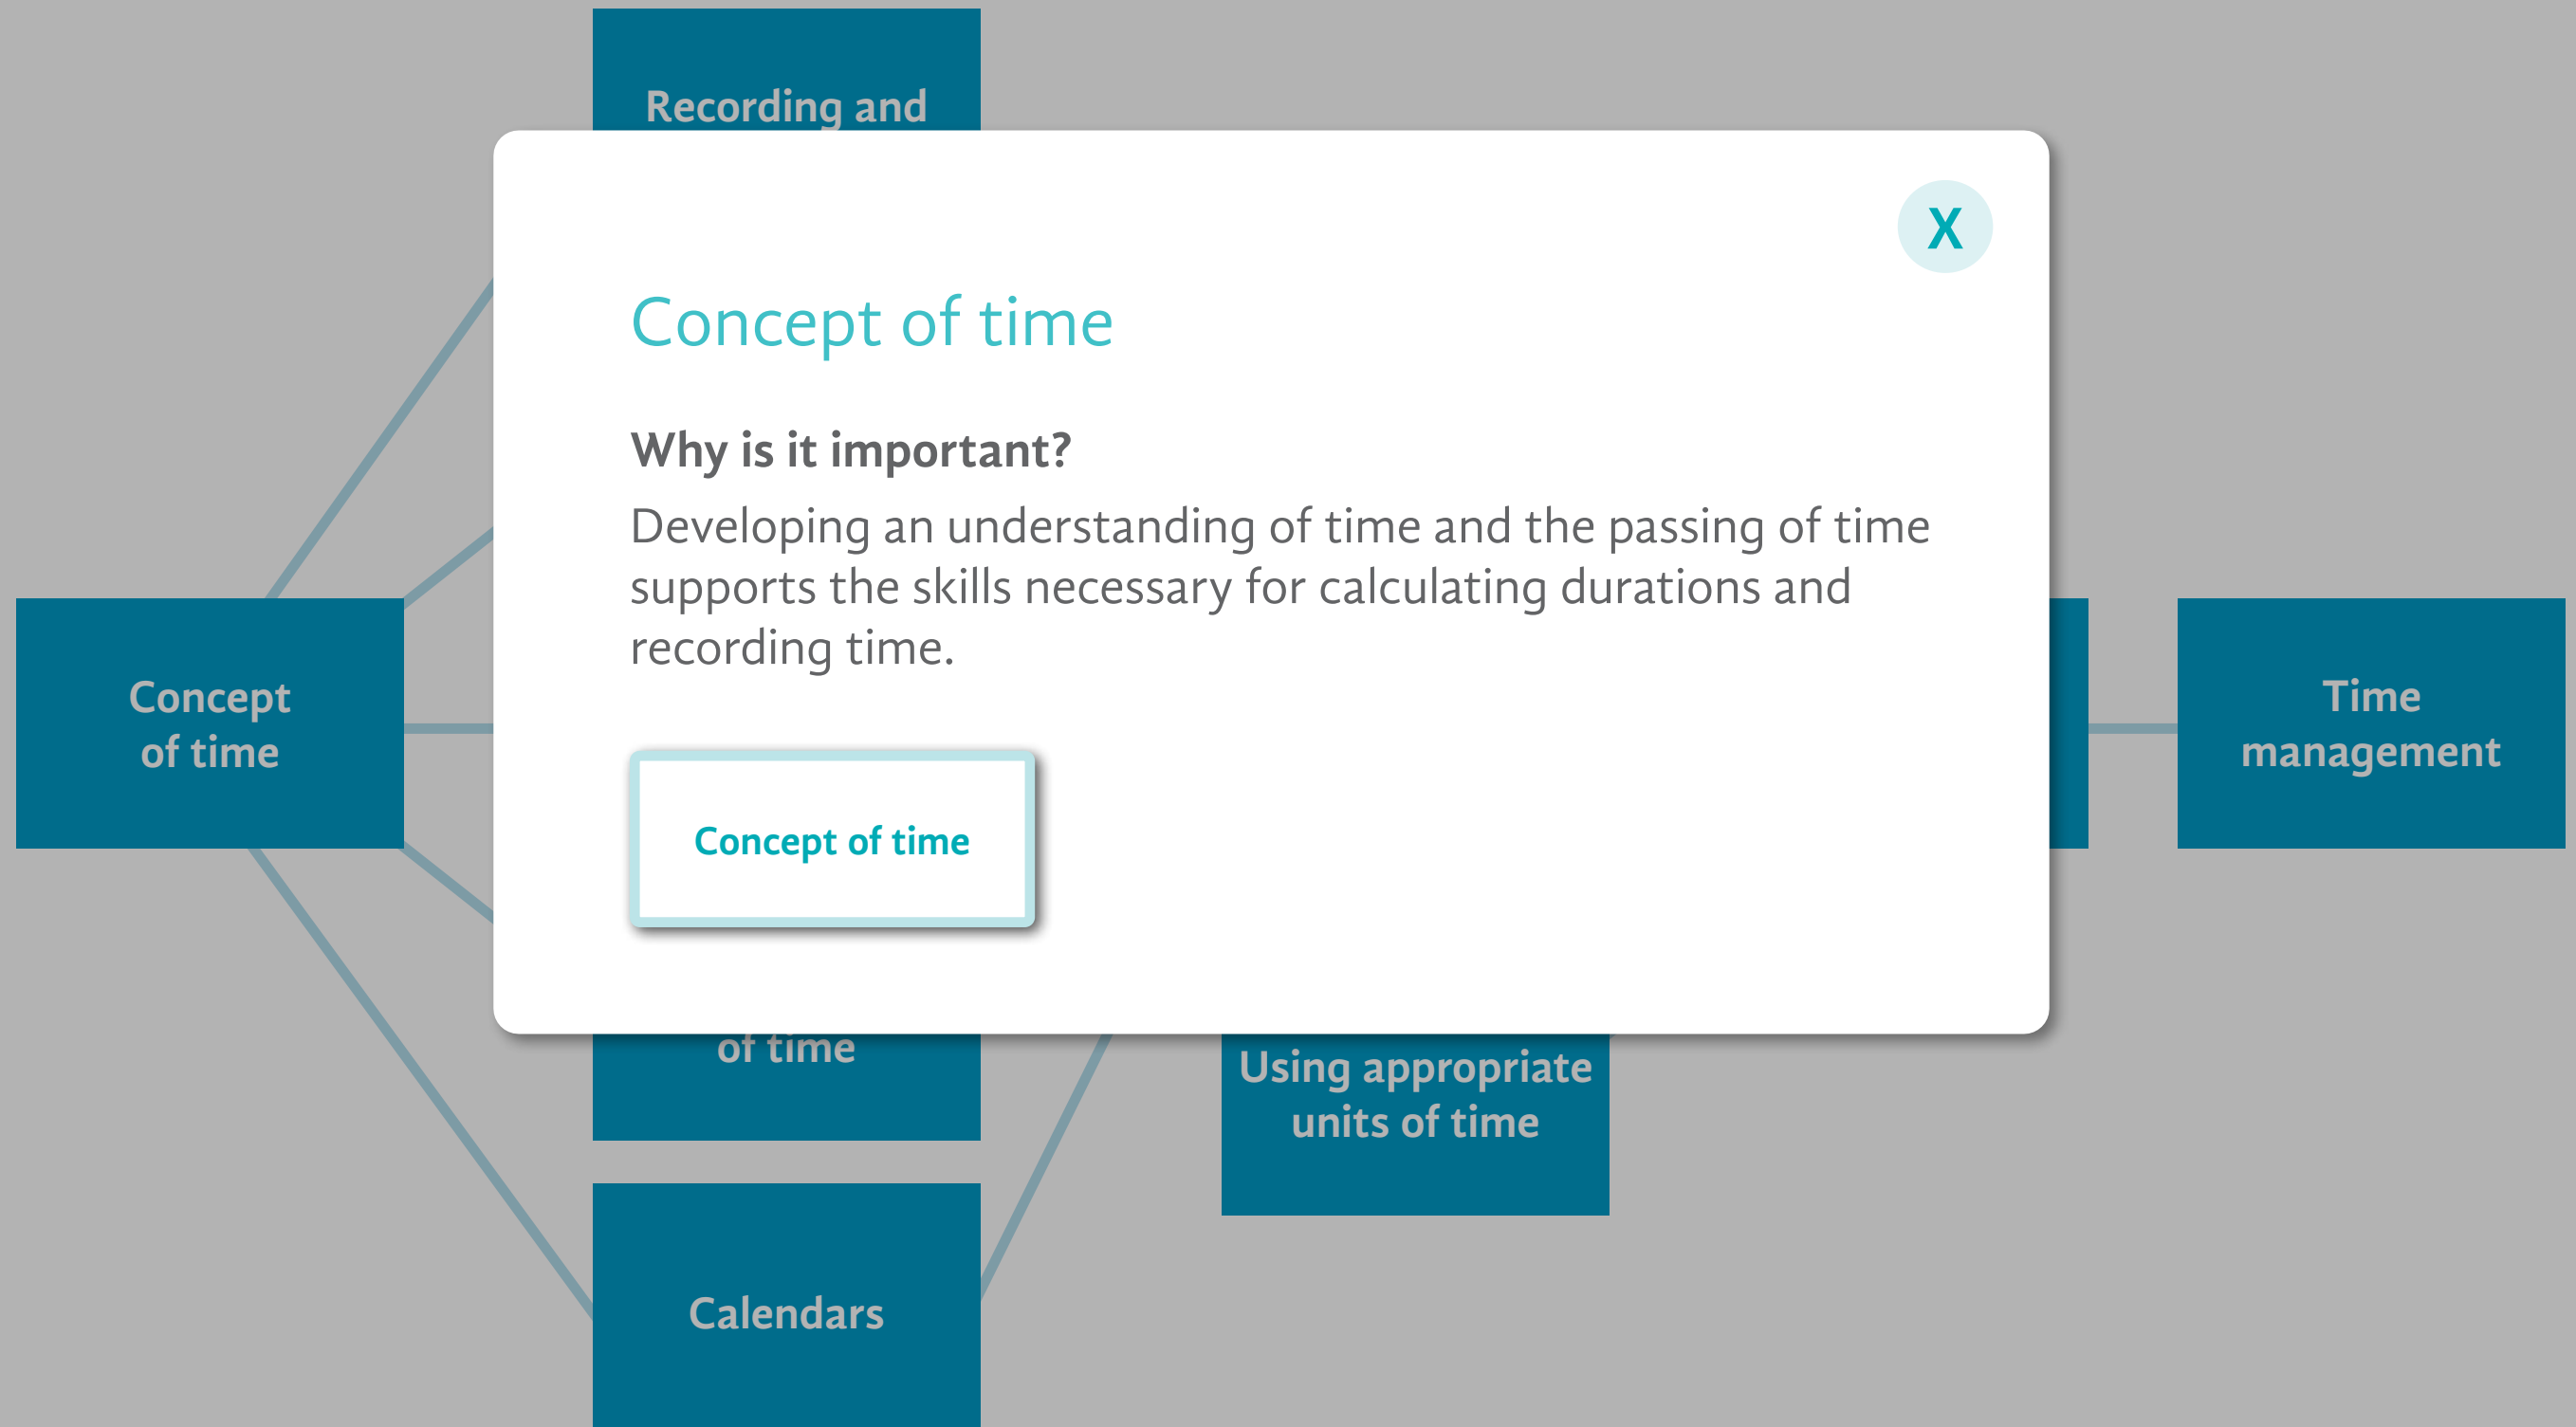 Recording and
X
Concept of time
Why is it important?
Developing an understanding of time and the passing of time
supports the skills necessary for calculating durations and
recording time.
Concept
of time
Time
management
Concept of time
of time
Using appropriate
units of time
Calendars